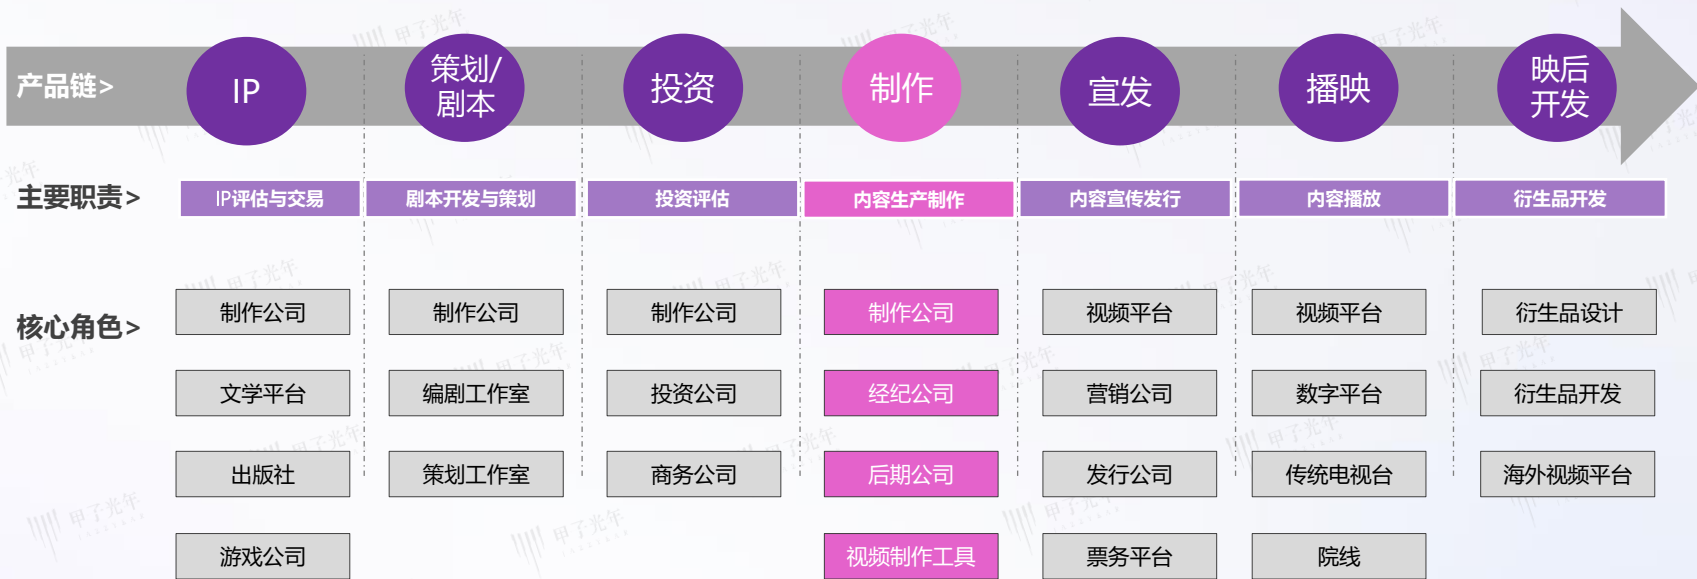 产品链>
IP
策划/
剧本
投资
制作
宣发
播映
映后
开发
主要职责>
IP评估与交易
剧本开发与策划
投资评估
内容生产制作
内容宣传发行
内容播放
衍生品开发
核心角色>
制作公司
制作公司
制作公司
制作公司
视频平台
视频平台
衍生品设计
文学平台
编剧工作室
投资公司
经纪公司
营销公司
数字平台
衍生品开发
出版社
策划工作室
商务公司
后期公司
发行公司
传统电视台
海外视频平台
游戏公司
视频制作工具
票务平台
院线
甲子光年